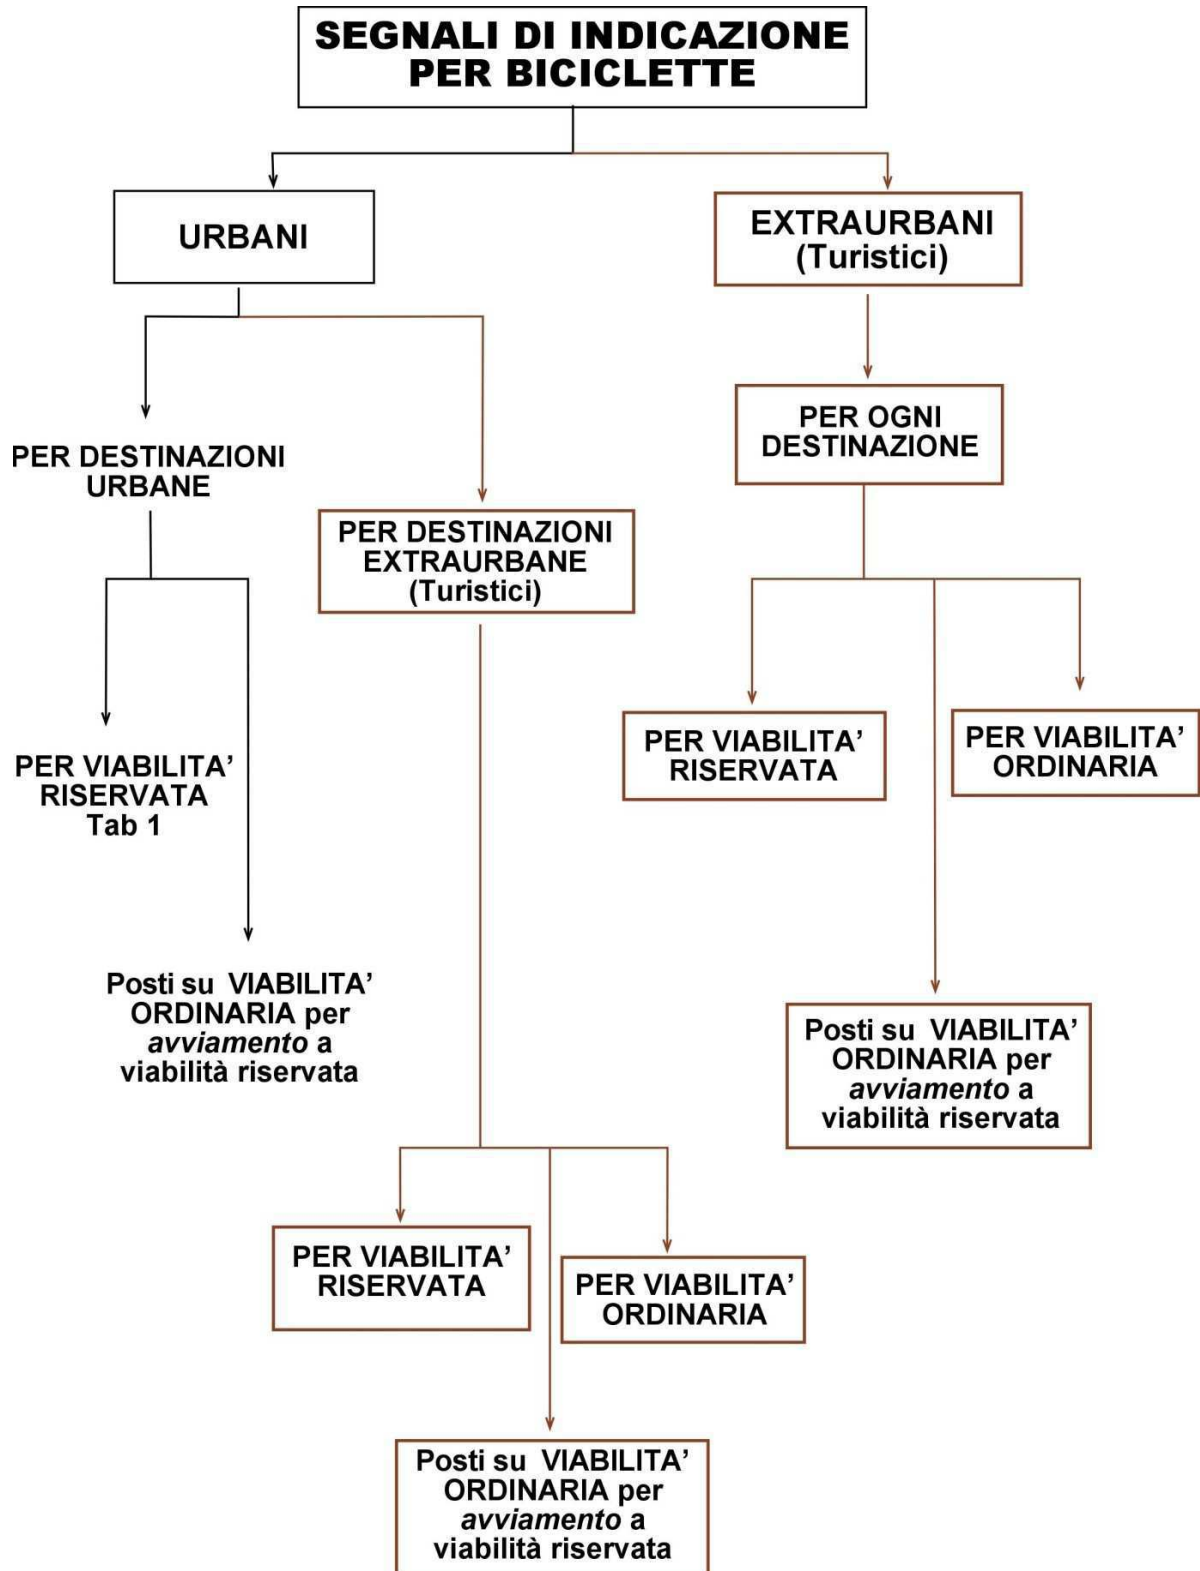 SEGNALI DI INDICAZIONE
PER BICICLETTE
URBANI
EXTRAURBANI
(Turistici)
PER OGNI
DESTINAZIONE
PER DESTINAZIONI
URBANE
PER DESTINAZIONI
EXTRAURBANE
(Turistici)
PER VIABILITA’
RISERVATA
Tab 1
PER VIABILITA’
RISERVATA
PER VIABILITA’
ORDINARIA
Posti su VIABILITA’
ORDINARIA per
avviamento a
viabilità riservata
Posti su VIABILITA’
ORDINARIA per
avviamento a
viabilità riservata
PER VIABILITA’
RISERVATA
PER VIABILITA’
ORDINARIA
Posti su VIABILITA’
ORDINARIA per
avviamento a
viabilità riservata